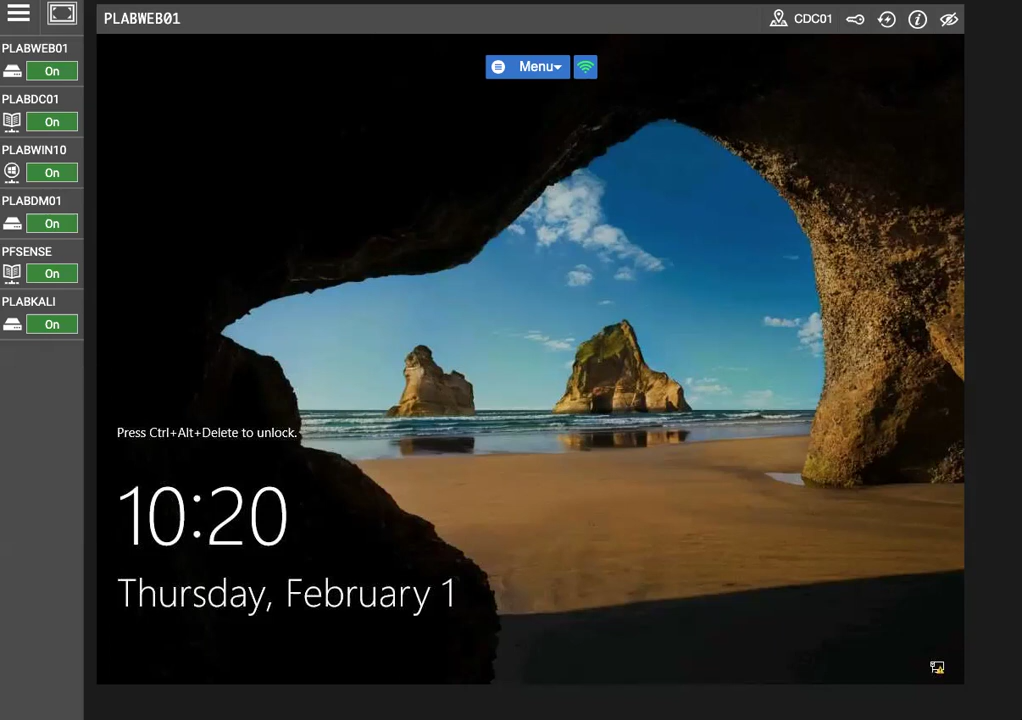 PLABWEB01
On
PLABDC01
On
PLABWIN10
On
PLABDM01
On
PFSENSE
On
PLABKALI
On
PLABWEB01
CDC01
Menu
Press Ctrl+Alt+Delete to unlock.
10:20
Thursday, February 1